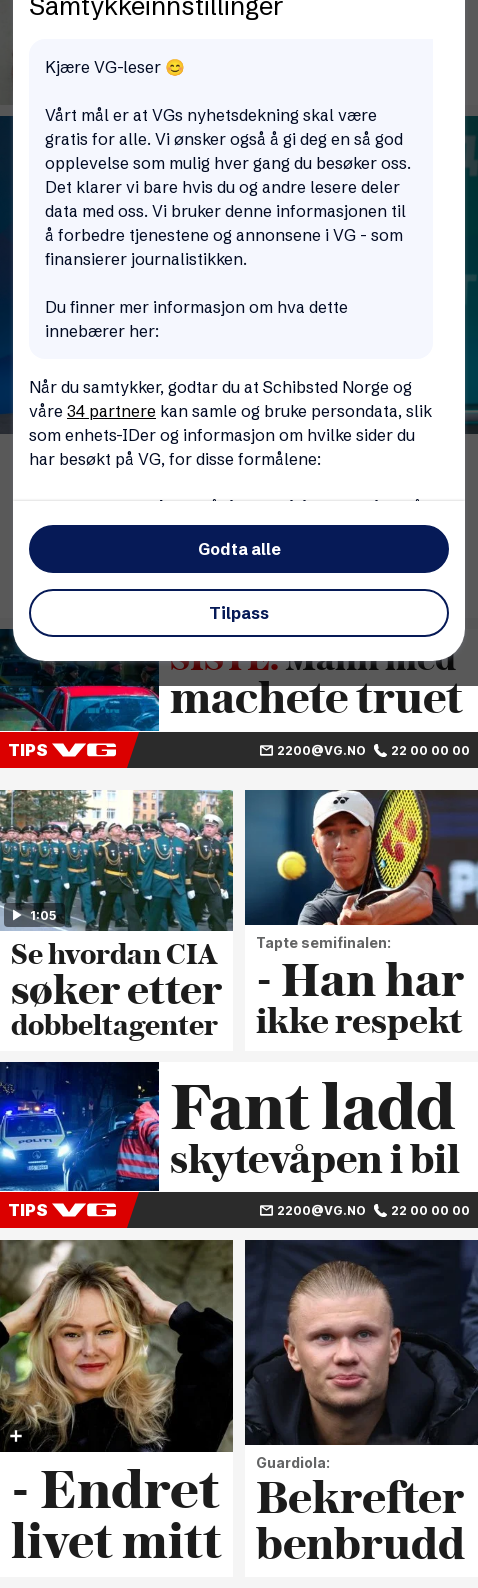 Samtykkeinnstillinger
Kjære VG-leser 😊
Vårt mål er at VGs nyhetsdekning skal være
gratis for alle. Vi ønsker også å gi deg en så god
opplevelse som mulig hver gang du besøker oss.
Det klarer vi bare hvis du og andre lesere deler
data med oss. Vi bruker denne informasjonen til
å forbedre tjenestene og annonsene i VG - som
finansierer journalistikken.
Du finner mer informasjon om hva dette
innebærer her:
Når du samtykker, godtar du at Schibsted Norge og
våre 34 partnere kan samle og bruke persondata, slik
som enhets-IDer og informasjon om hvilke sider du
har besøkt på VG, for disse formålene:
Godta alle
Tilpass
SISTE: Mann med
machete truet
TIPS VG 2200@VG.NO 22 00 00 00
1:05
Se hvordan CIA
søker etter
dobbeltagenter
Tapte semifinalen:
- Han har
ikke respekt
POLITI
Fant ladd
skytevåpen i bil
TIPS VG 2200@VG.NO 22 00 00 00
- Endret
livet mitt
Guardiola:
Bekrefter
benbrudd